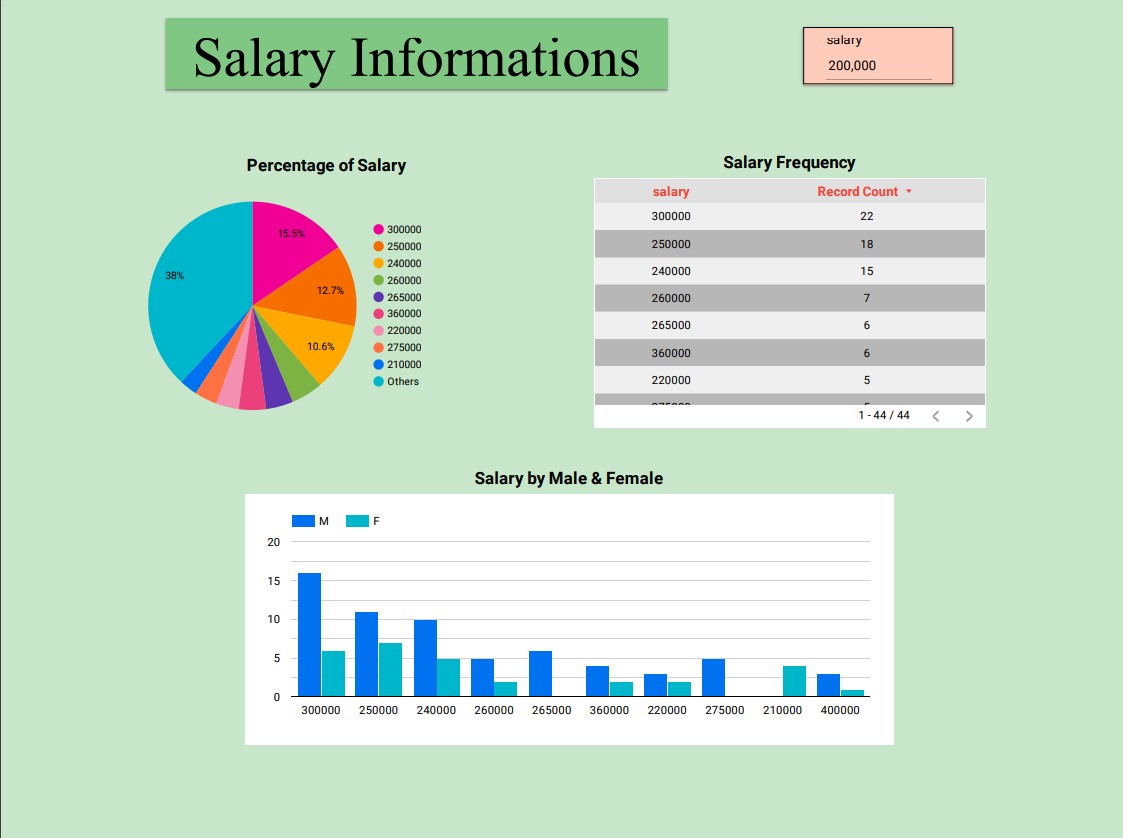 Salary Informations
salary
200,000
Percentage of Salary
15.5%
12.7%
10.6%
38%
300000
250000
240000
260000
265000
360000
220000
275000
210000
Others
Salary Frequency
salary Record Count
300000 22
250000 18
240000 15
260000 7
265000 6
360000 6
220000 5
275000 5
1 - 44 / 44
Salary by Male & Female
M F
20
15
10
5
0
300000 250000 240000 260000 265000 360000 220000 275000 210000 400000